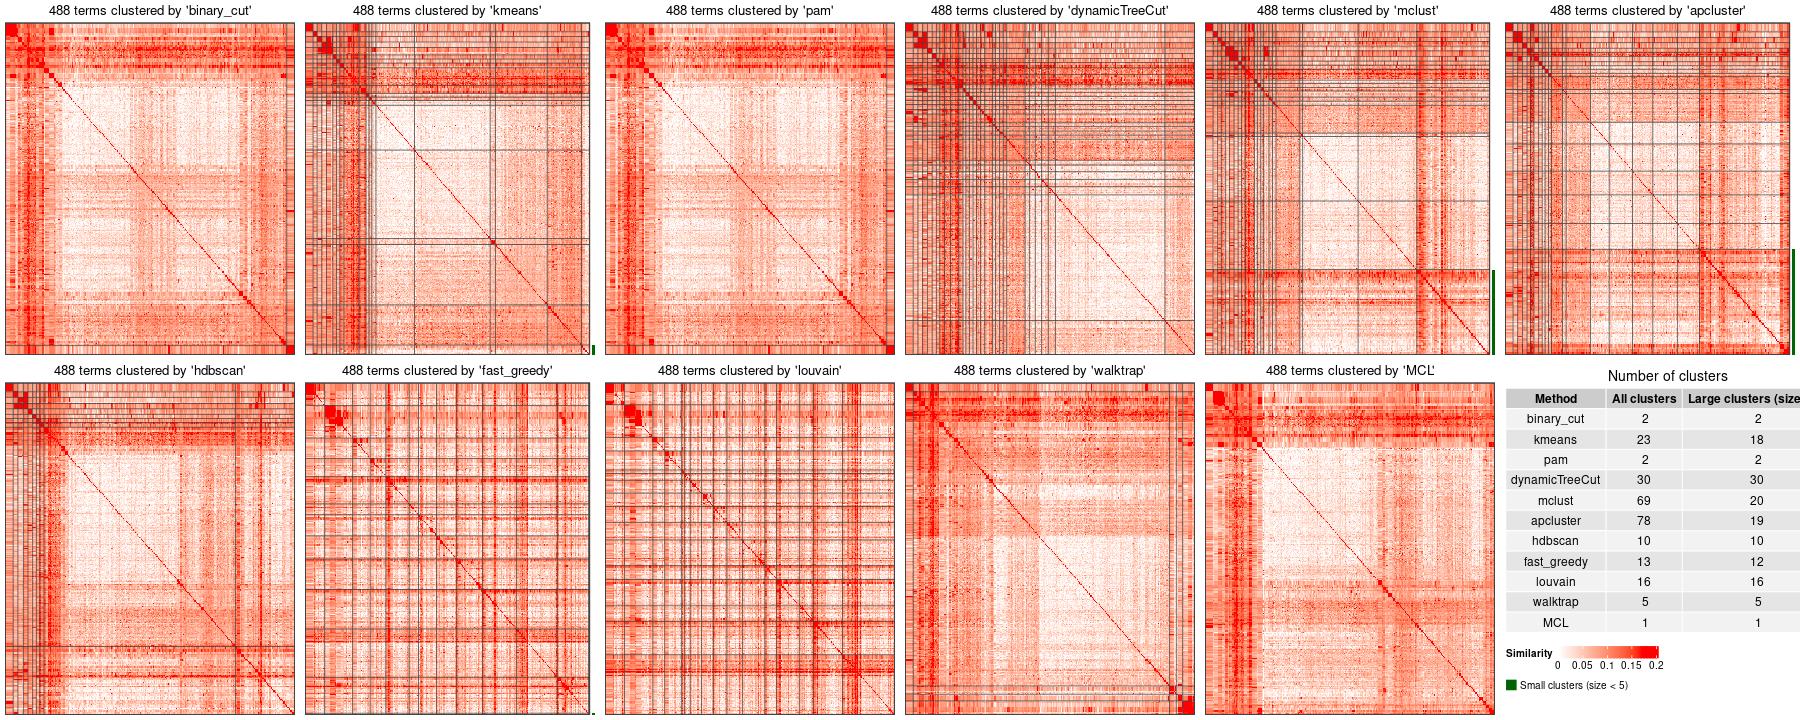 488 terms clustered by 'binary_cut'
488 terms clustered by 'kmeans'
488 terms clustered by 'pam'
488 terms clustered by 'dynamicTreeCut'
488 terms clustered by 'mclust'
488 terms clustered by 'apcluster'
488 terms clustered by 'hdbscan'
488 terms clustered by 'fast_greedy'
488 terms clustered by 'louvain'
488 terms clustered by 'walktrap'
488 terms clustered by 'MCL'
Number of clusters
Method All clusters Large clusters (size
binary_cut 2 2
kmeans 23 18
pam 2 2
dynamicTreeCut 30 30
mclust 69 20
apcluster 78 19
hdbscan 10 10
fast_greedy 13 12
louvain 16 16
walktrap 5 5
MCL 1 1
Similarity
0 0.05 0.1 0.15 0.2
Small clusters (size < 5)